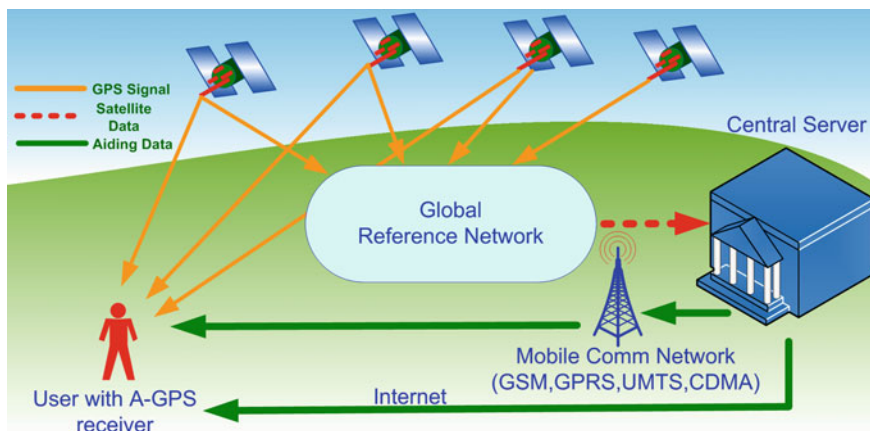 GPS Signal
Satellite
Data
Aiding Data
Central Server
Global
Reference Network
Mobile Comm Network
(GSM,GPRS,UMTS,CDMA)
User with A-GPS
receiver
Internet